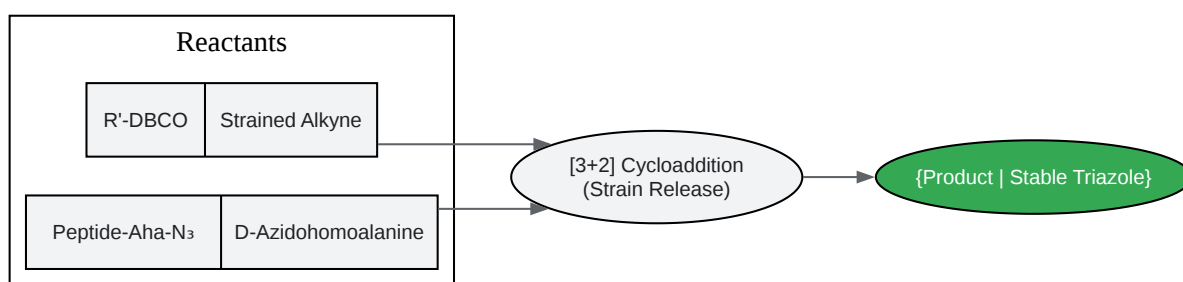 Reactants
R'-DBCO
Strained Alkyne
Peptide-Aha-N₃
D-Azidohomoalanine
[3+2] Cycloaddition
(Strain Release)
{Product | Stable Triazole}